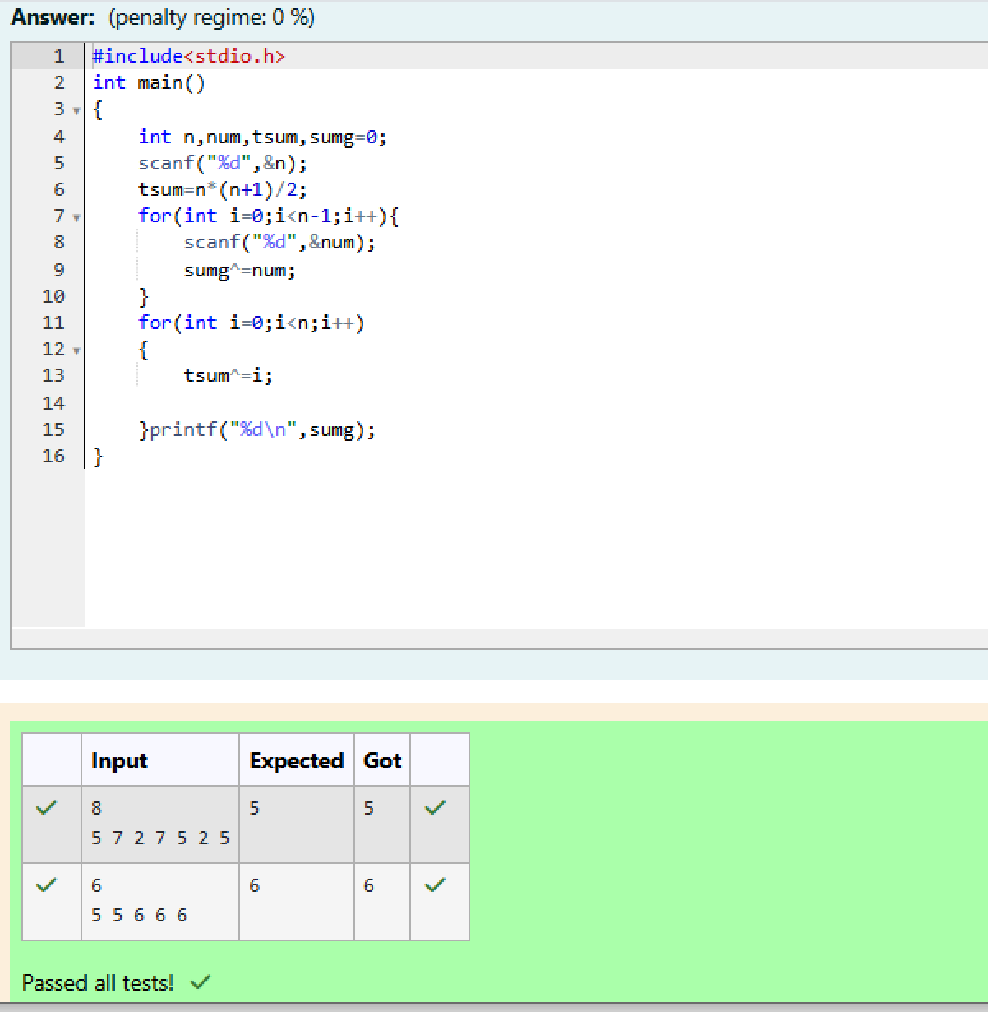 Answer: (penalty regime: 0 %)
1 #include<stdio.h>
2 int main()
3 {
4 int n,num,tsum,sumg=0;
5 scanf("%d",&n);
6 tsum=n*(n+1)/2;
7 for(int i=0;i<n-1;i++){
8 scanf("%d",&num);
9 sumg^=num;
10 }
11 for(int i=0;i<n;i++)
12 {
13 tsum^=i;
14
15 }printf("%d\n",sumg);
16 }
Input Expected Got
8 5 5
5 7 2 7 5 2 5
6 6 6
5 5 6 6 6
Passed all tests!